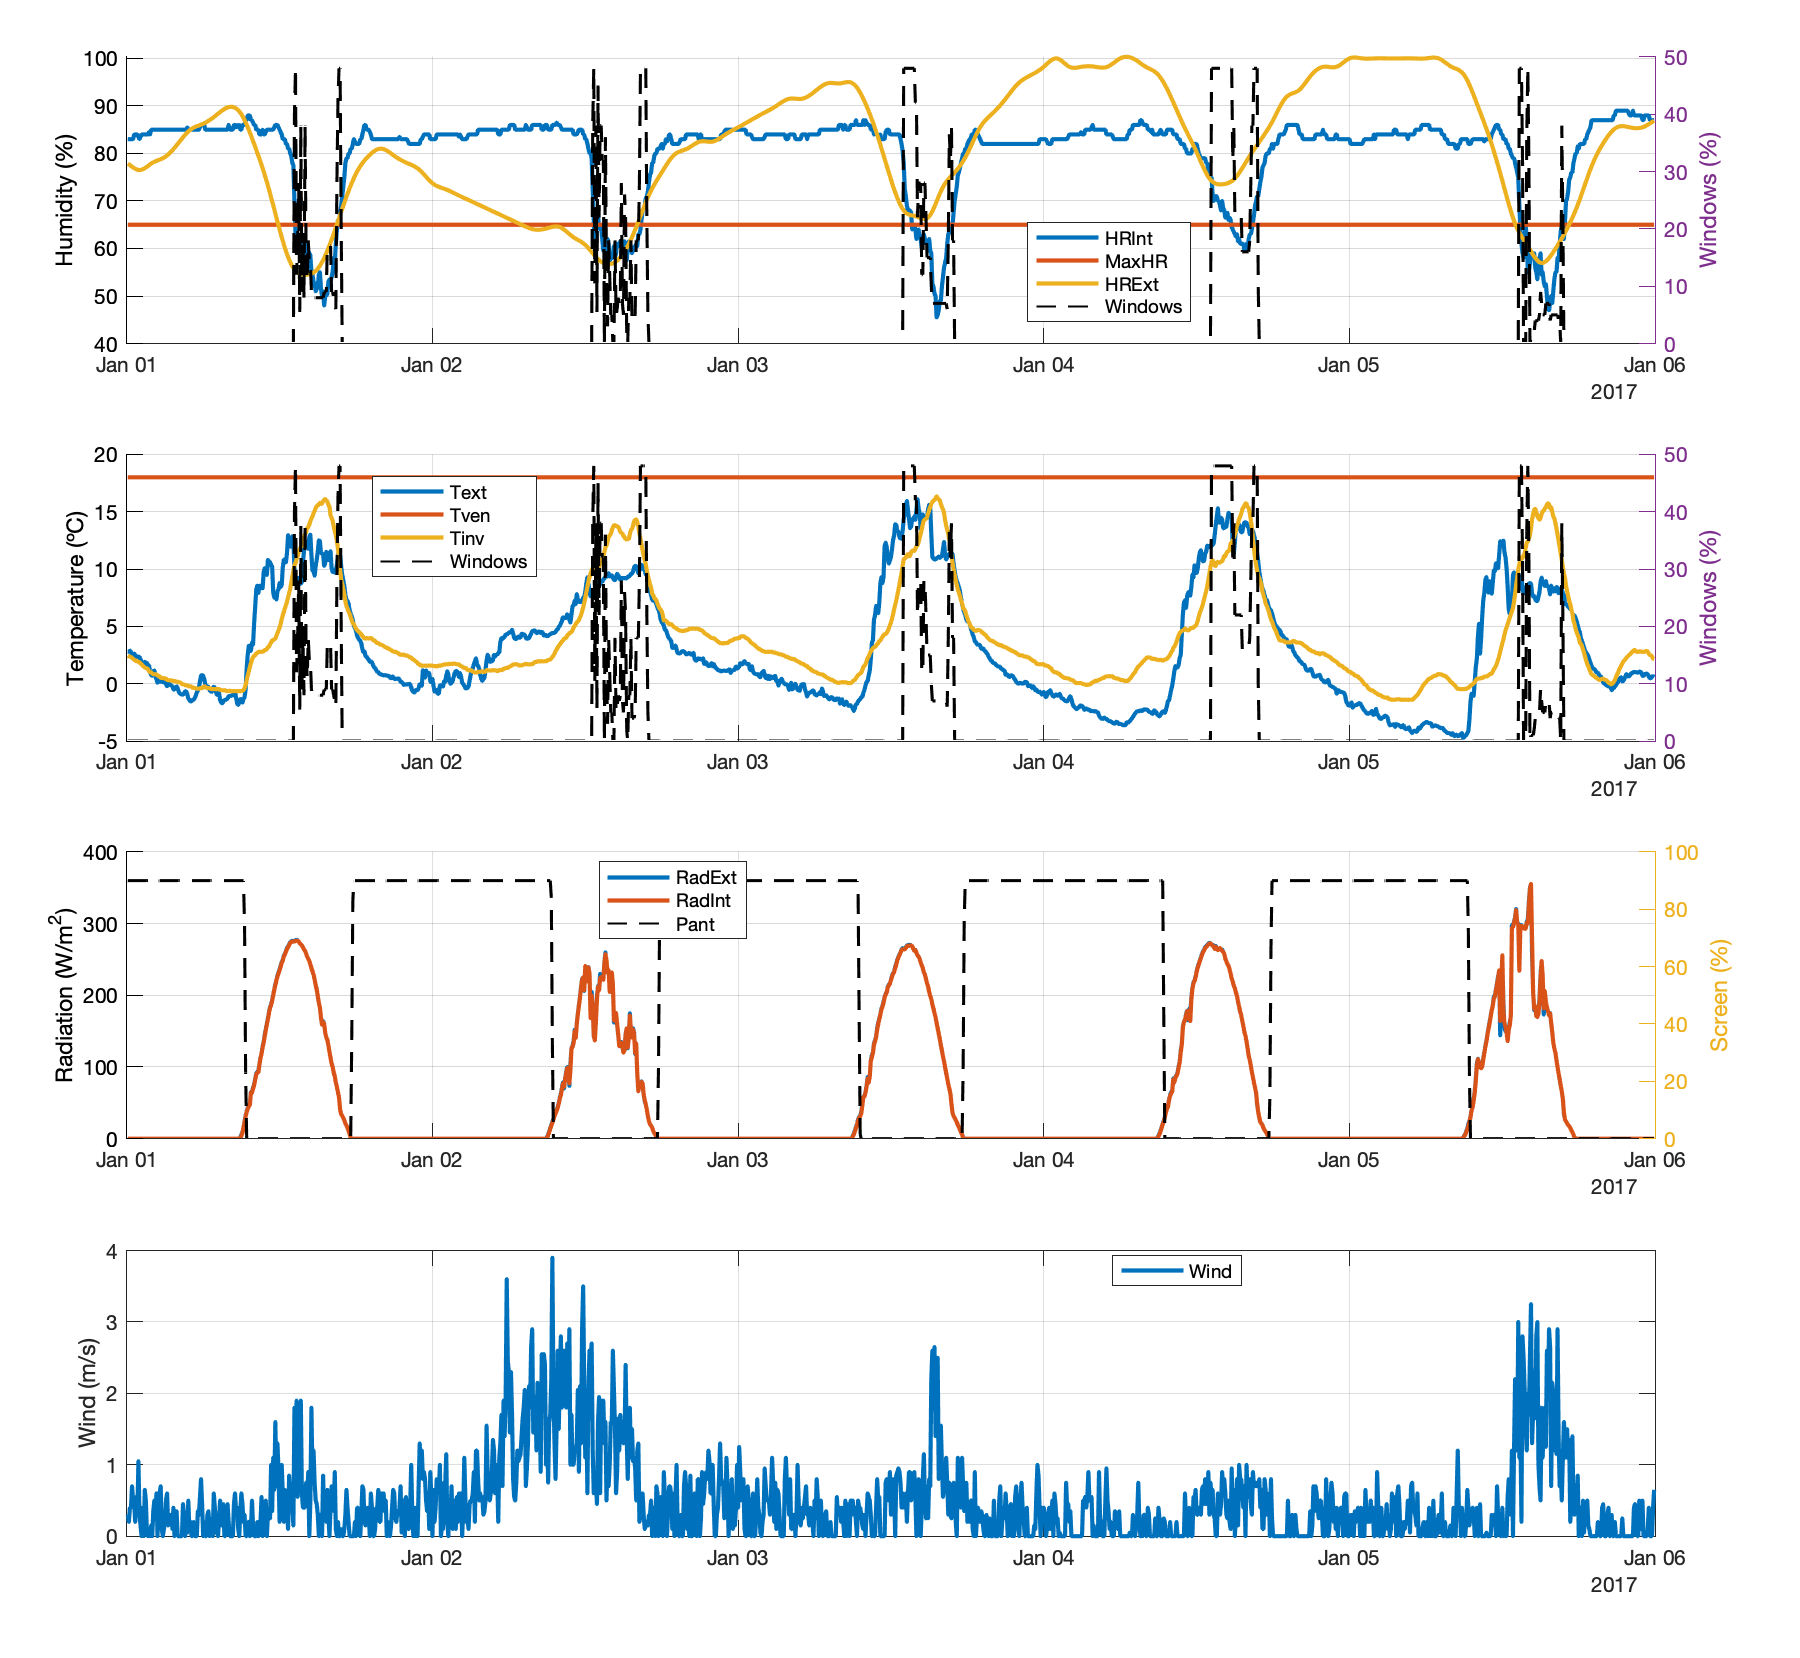 Humidity (%)
100
90
80
70
60
50
40
50
40
30
20
10
0
Windows (%)
HRInt
MaxHR
HRExt
Windows
Jan 01
Jan 02
Jan 03
Jan 04
Jan 05
Jan 06
2017
Temperature (ºC)
20
15
10
5
0
-5
50
40
30
20
10
0
Windows (%)
Text
Tven
Tinv
Windows
Jan 01
Jan 02
Jan 03
Jan 04
Jan 05
Jan 06
2017
Radiation (W/m²)
400
300
200
100
0
100
80
60
40
20
0
Screen (%)
RadExt
RadInt
Pant
Jan 01
Jan 02
Jan 03
Jan 04
Jan 05
Jan 06
2017
Wind (m/s)
4
3
2
1
0
Wind
Jan 01
Jan 02
Jan 03
Jan 04
Jan 05
Jan 06
2017